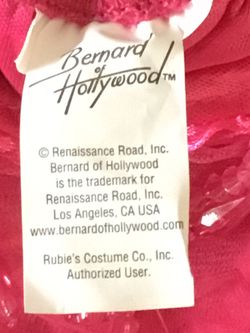 Bernard
of
Hollywood™
© Renaissance Road, Inc.
Bernard of Hollywood
is the trademark for
Renaissance Road, Inc.
Los Angeles, CA USA
www.bernardofhollywood.com
Rubie's Costume Co., Inc.
Authorized User.